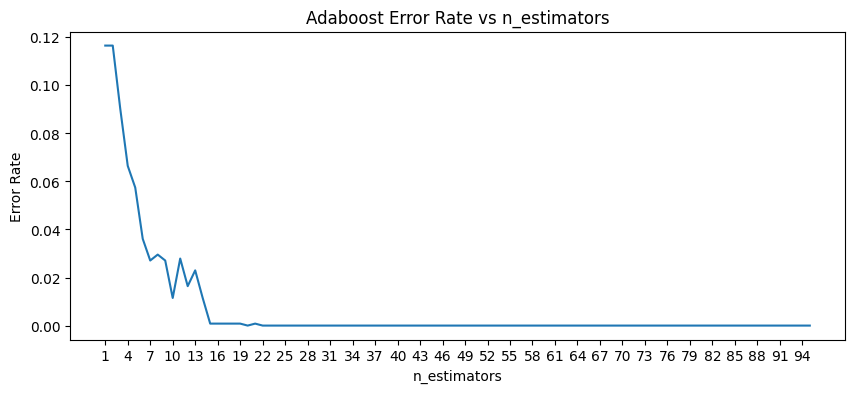 Adaboost Error Rate vs n_estimators
0.12
0.10
0.08
0.06
0.04
0.02
0.00
Error Rate
1 4 7 10 13 16 19 22 25 28 31 34 37 40 43 46 49 52 55 58 61 64 67 70 73 76 79 82 85 88 91 94
n_estimators